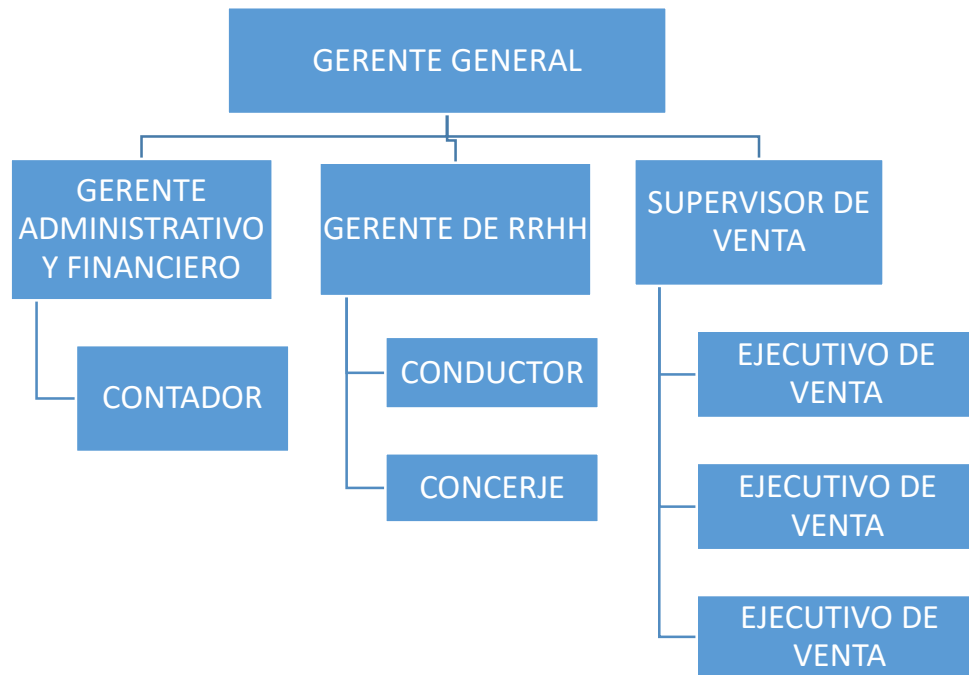 GERENTE GENERAL
GERENTE
ADMINISTRATIVO
Y FINANCIERO
CONTADOR
GERENTE DE RRHH
CONDUCTOR
CONCERJE
SUPERVISOR DE
VENTA
EJECUTIVO DE
VENTA
EJECUTIVO DE
VENTA
EJECUTIVO DE
VENTA